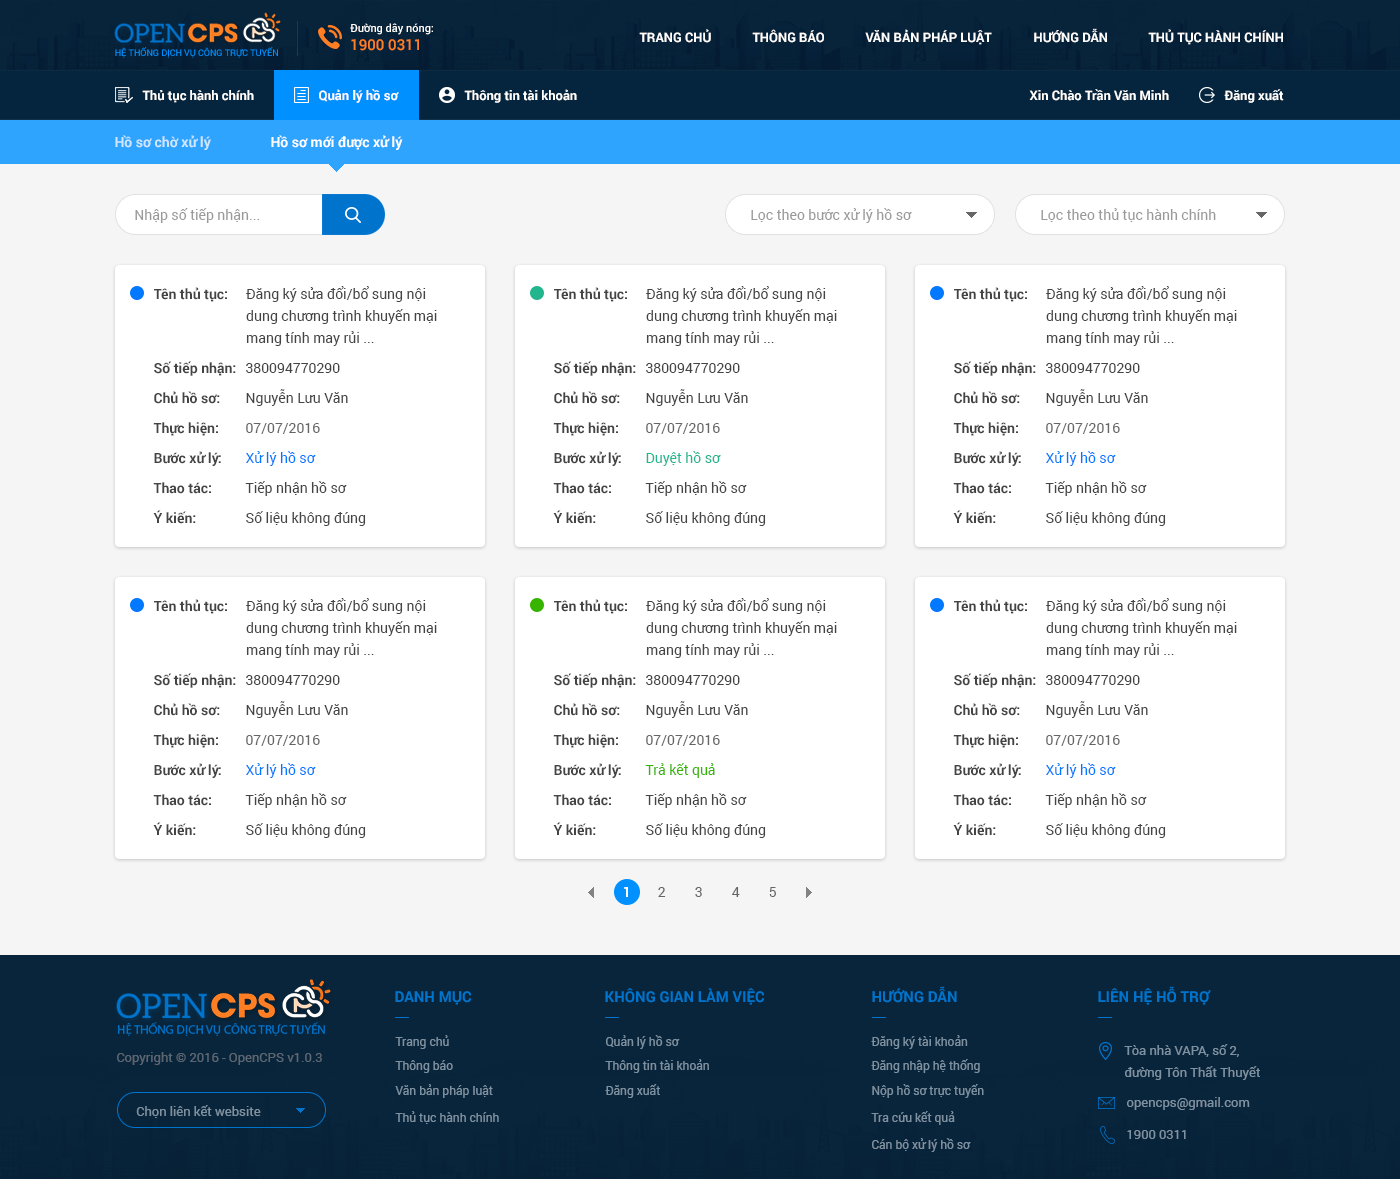 OPENCPS
HỆ THỐNG DỊCH VỤ CÔNG TRỰC TUYẾN
Đường dây nóng:
1900 0311
TRANG CHỦ
THÔNG BÁO
VĂN BẢN PHÁP LUẬT
HƯỚNG DẪN
THỦ TỤC HÀNH CHÍNH
Thủ tục hành chính
Quản lý hồ sơ
Thông tin tài khoản
Xin Chào Trần Văn Minh
Đăng xuất
Hồ sơ chờ xử lý
Hồ sơ mới được xử lý
Nhập số tiếp nhận...
Lọc theo bước xử lý hồ sơ
Lọc theo thủ tục hành chính
Tên thủ tục: Đăng ký sửa đổi/bổ sung nội
dung chương trình khuyến mại
mang tính may rủi ...
Số tiếp nhận: 380094770290
Chủ hồ sơ: Nguyễn Lưu Văn
Thực hiện: 07/07/2016
Bước xử lý: Xử lý hồ sơ
Thao tác: Tiếp nhận hồ sơ
Ý kiến: Số liệu không đúng
Tên thủ tục: Đăng ký sửa đổi/bổ sung nội
dung chương trình khuyến mại
mang tính may rủi ...
Số tiếp nhận: 380094770290
Chủ hồ sơ: Nguyễn Lưu Văn
Thực hiện: 07/07/2016
Bước xử lý: Duyệt hồ sơ
Thao tác: Tiếp nhận hồ sơ
Ý kiến: Số liệu không đúng
Tên thủ tục: Đăng ký sửa đổi/bổ sung nội
dung chương trình khuyến mại
mang tính may rủi ...
Số tiếp nhận: 380094770290
Chủ hồ sơ: Nguyễn Lưu Văn
Thực hiện: 07/07/2016
Bước xử lý: Xử lý hồ sơ
Thao tác: Tiếp nhận hồ sơ
Ý kiến: Số liệu không đúng
Tên thủ tục: Đăng ký sửa đổi/bổ sung nội
dung chương trình khuyến mại
mang tính may rủi ...
Số tiếp nhận: 380094770290
Chủ hồ sơ: Nguyễn Lưu Văn
Thực hiện: 07/07/2016
Bước xử lý: Xử lý hồ sơ
Thao tác: Tiếp nhận hồ sơ
Ý kiến: Số liệu không đúng
Tên thủ tục: Đăng ký sửa đổi/bổ sung nội
dung chương trình khuyến mại
mang tính may rủi ...
Số tiếp nhận: 380094770290
Chủ hồ sơ: Nguyễn Lưu Văn
Thực hiện: 07/07/2016
Bước xử lý: Trả kết quả
Thao tác: Tiếp nhận hồ sơ
Ý kiến: Số liệu không đúng
Tên thủ tục: Đăng ký sửa đổi/bổ sung nội
dung chương trình khuyến mại
mang tính may rủi ...
Số tiếp nhận: 380094770290
Chủ hồ sơ: Nguyễn Lưu Văn
Thực hiện: 07/07/2016
Bước xử lý: Xử lý hồ sơ
Thao tác: Tiếp nhận hồ sơ
Ý kiến: Số liệu không đúng
1 2 3 4 5
OPENCPS
HỆ THỐNG DỊCH VỤ CÔNG TRỰC TUYẾN
Copyright © 2016 - OpenCPS v1.0.3
Chọn liên kết website
DANH MỤC
Trang chủ
Thông báo
Văn bản pháp luật
Thủ tục hành chính
KHÔNG GIAN LÀM VIỆC
Quản lý hồ sơ
Thông tin tài khoản
Đăng xuất
HƯỚNG DẪN
Đăng ký tài khoản
Đăng nhập hệ thống
Nộp hồ sơ trực tuyến
Tra cứu kết quả
Cán bộ xử lý hồ sơ
LIÊN HỆ HỖ TRỢ
Tòa nhà VAPA, số 2,
đường Tôn Thất Thuyết
opencps@gmail.com
1900 0311